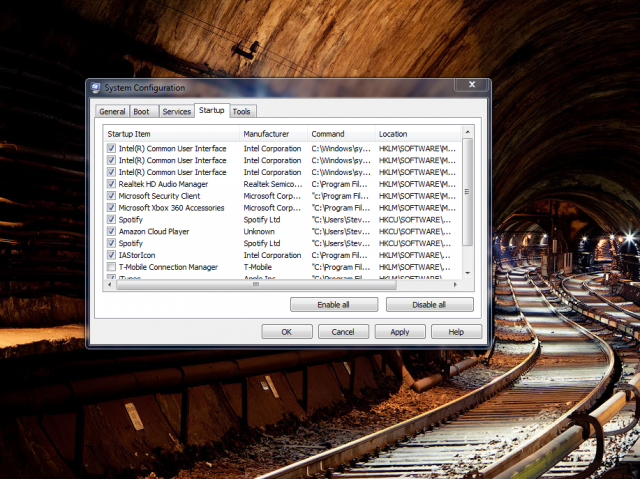 System Configuration
General Boot Services Startup Tools
Startup Item Manufacturer Command Location
Intel(R) Common User Interface Intel Corporation C:\Windows\sy... HKLM\SOFTWARE\M...
Intel(R) Common User Interface Intel Corporation C:\Windows\sy... HKLM\SOFTWARE\M...
Intel(R) Common User Interface Intel Corporation C:\Windows\sy... HKLM\SOFTWARE\M...
Realtek HD Audio Manager Realtek Semico... C:\Program Fil... HKLM\SOFTWARE\M...
Microsoft Security Client Microsoft Corp... "c:\Program Fil... HKLM\SOFTWARE\M...
Microsoft Xbox 360 Accessories Microsoft Corp... "C:\Program Fil... HKLM\SOFTWARE\M...
Spotify Spotify Ltd "C:\Users\Stev... HKCU\SOFTWARE\...
Amazon Cloud Player Unknown "C:\Users\Stev... HKCU\SOFTWARE\...
Spotify Spotify Ltd "C:\Users\Stev... HKCU\SOFTWARE\...
IAStorIcon Intel Corporation C:\Program Fil... HKLM\SOFTWARE\...
T-Mobile Connection Manager T-Mobile "C:\Program Fil... HKLM\SOFTWARE\...
iTunes Apple Inc. "C:\Program Fil... HKLM\SOFTWARE\...
Enable all Disable all
OK Cancel Apply Help